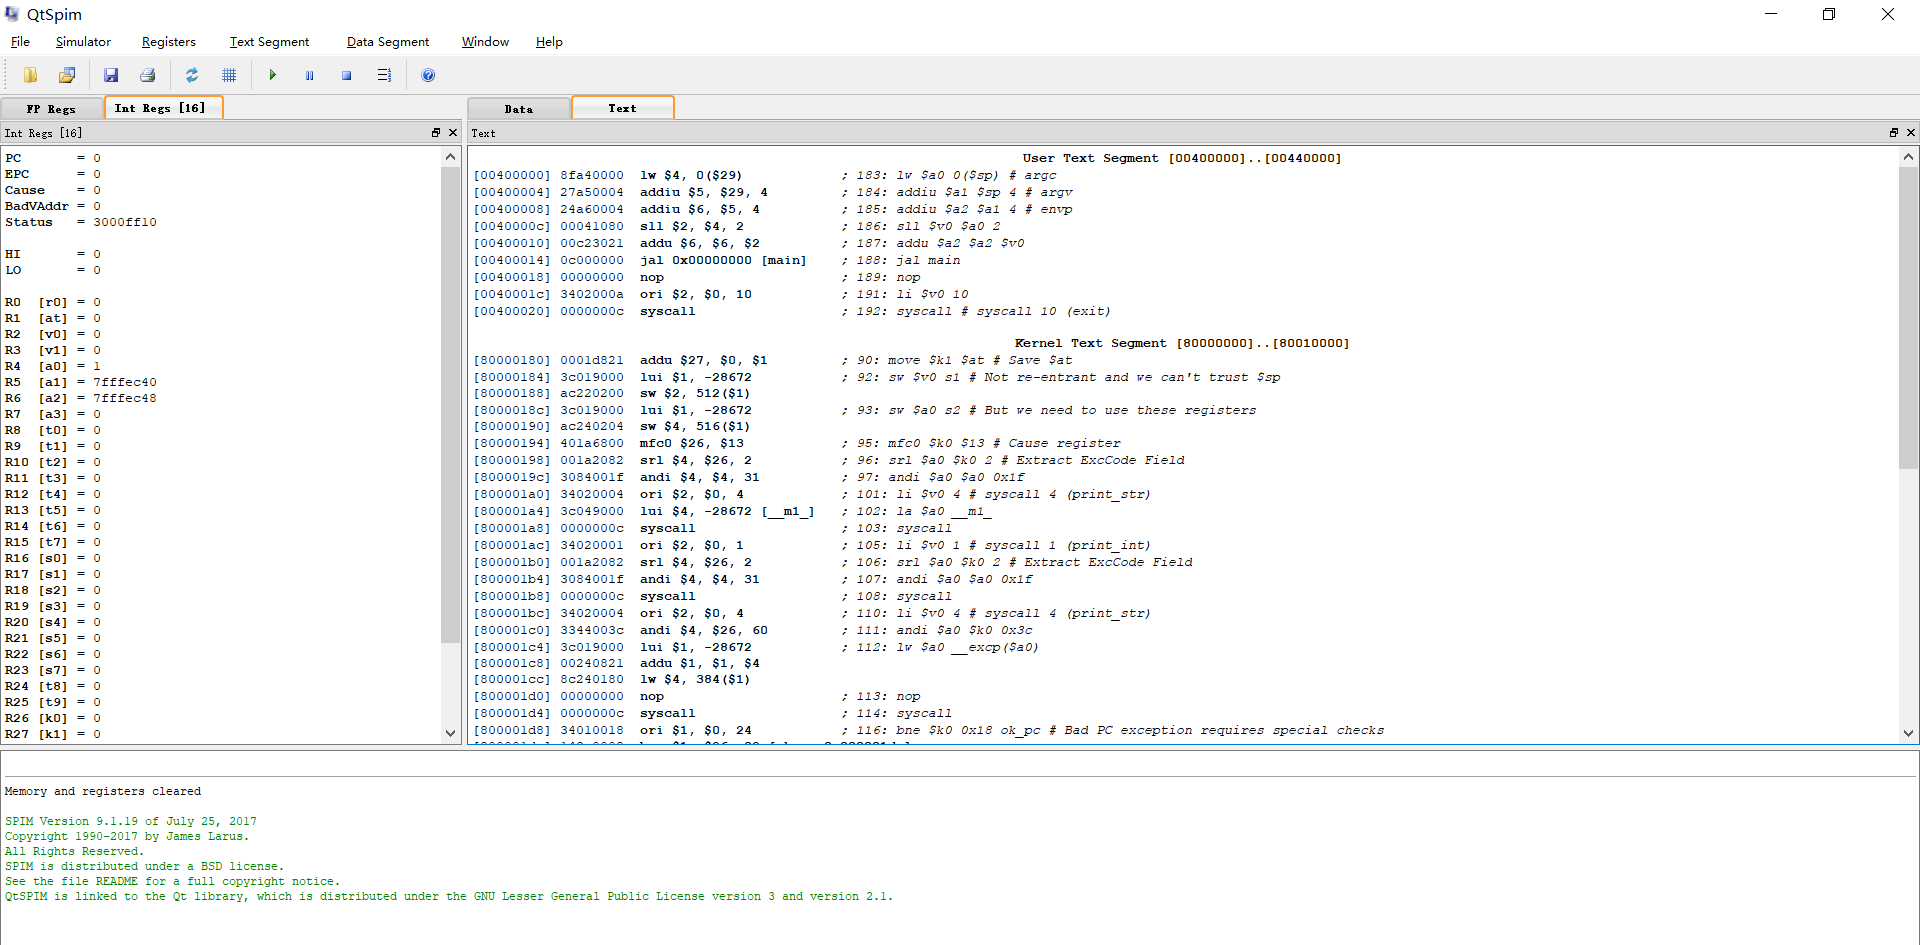 QtSpim
File Simulator Registers Text Segment Data Segment Window Help
FP Regs Int Regs [16] Data Text
Int Regs [16]
PC = 0
EPC = 0
Cause = 0
BadVAddr = 0
Status = 3000ff10
HI = 0
LO = 0
R0 [r0] = 0
R1 [at] = 0
R2 [v0] = 0
R3 [v1] = 0
R4 [a0] = 1
R5 [a1] = 7fffec40
R6 [a2] = 7fffec48
R7 [a3] = 0
R8 [t0] = 0
R9 [t1] = 0
R10 [t2] = 0
R11 [t3] = 0
R12 [t4] = 0
R13 [t5] = 0
R14 [t6] = 0
R15 [t7] = 0
R16 [s0] = 0
R17 [s1] = 0
R18 [s2] = 0
R19 [s3] = 0
R20 [s4] = 0
R21 [s5] = 0
R22 [s6] = 0
R23 [s7] = 0
R24 [t8] = 0
R25 [t9] = 0
R26 [k0] = 0
R27 [k1] = 0
Text
User Text Segment [00400000]..[00440000]
[00400000] 8fa40000 lw $4, 0($29) ; 183: lw $a0 0($sp) # argc
[00400004] 27a50004 addiu $5, $29, 4 ; 184: addiu $a1 $sp 4 # argv
[00400008] 24a60004 addiu $6, $5, 4 ; 185: addiu $a2 $a1 4 # envp
[0040000c] 00041080 sll $2, $4, 2 ; 186: sll $v0 $a0 2
[00400010] 00c23021 addu $6, $6, $2 ; 187: addu $a2 $a2 $v0
[00400014] 0c000000 jal 0x00000000 [main] ; 188: jal main
[00400018] 00000000 nop ; 189: nop
[0040001c] 3402000a ori $2, $0, 10 ; 191: li $v0 10
[00400020] 0000000c syscall ; 192: syscall # syscall 10 (exit)
Kernel Text Segment [80000000]..[80010000]
[80000180] 0001d821 addu $27, $0, $1 ; 90: move $k1 $at # Save $at
[80000184] 3c019000 lui $1, -28672 ; 92: sw $v0 s1 # Not re-entrant and we can't trust $sp
[80000188] ac220200 sw $2, 512($1)
[8000018c] 3c019000 lui $1, -28672 ; 93: sw $a0 s2 # But we need to use these registers
[80000190] ac240204 sw $4, 516($1)
[80000194] 401a6800 mfc0 $26, $13 ; 95: mfc0 $k0 $13 # Cause register
[80000198] 001a2082 srl $4, $26, 2 ; 96: srl $a0 $k0 2 # Extract ExcCode Field
[8000019c] 3084001f andi $4, $4, 31 ; 97: andi $a0 $a0 0x1f
[800001a0] 34020004 ori $2, $0, 4 ; 101: li $v0 4 # syscall 4 (print_str)
[800001a4] 3c049000 lui $4, -28672 [__m1_] ; 102: la $a0 __m1_
[800001a8] 0000000c syscall ; 103: syscall
[800001ac] 34020001 ori $2, $0, 1 ; 105: li $v0 1 # syscall 1 (print_int)
[800001b0] 001a2082 srl $4, $26, 2 ; 106: srl $a0 $k0 2 # Extract ExcCode Field
[800001b4] 3084001f andi $4, $4, 31 ; 107: andi $a0 $a0 0x1f
[800001b8] 0000000c syscall ; 108: syscall
[800001bc] 34020004 ori $2, $0, 4 ; 110: li $v0 4 # syscall 4 (print_str)
[800001c0] 3344003c andi $4, $26, 60 ; 111: andi $a0 $k0 0x3c
[800001c4] 3c019000 lui $1, -28672 ; 112: lw $a0 __excp($a0)
[800001c8] 00240821 addu $1, $1, $4
[800001cc] 8c240180 lw $4, 384($1)
[800001d0] 00000000 nop ; 113: nop
[800001d4] 0000000c syscall ; 114: syscall
[800001d8] 34010018 ori $1, $0, 24 ; 116: bne $k0 0x18 ok_pc # Bad PC exception requires special checks
Memory and registers cleared
SPIM Version 9.1.19 of July 25, 2017
Copyright 1990-2017 by James Larus.
All Rights Reserved.
SPIM is distributed under a BSD license.
See the file README for a full copyright notice.
QtSPIM is linked to the Qt library, which is distributed under the GNU Lesser General Public License version 3 and version 2.1.